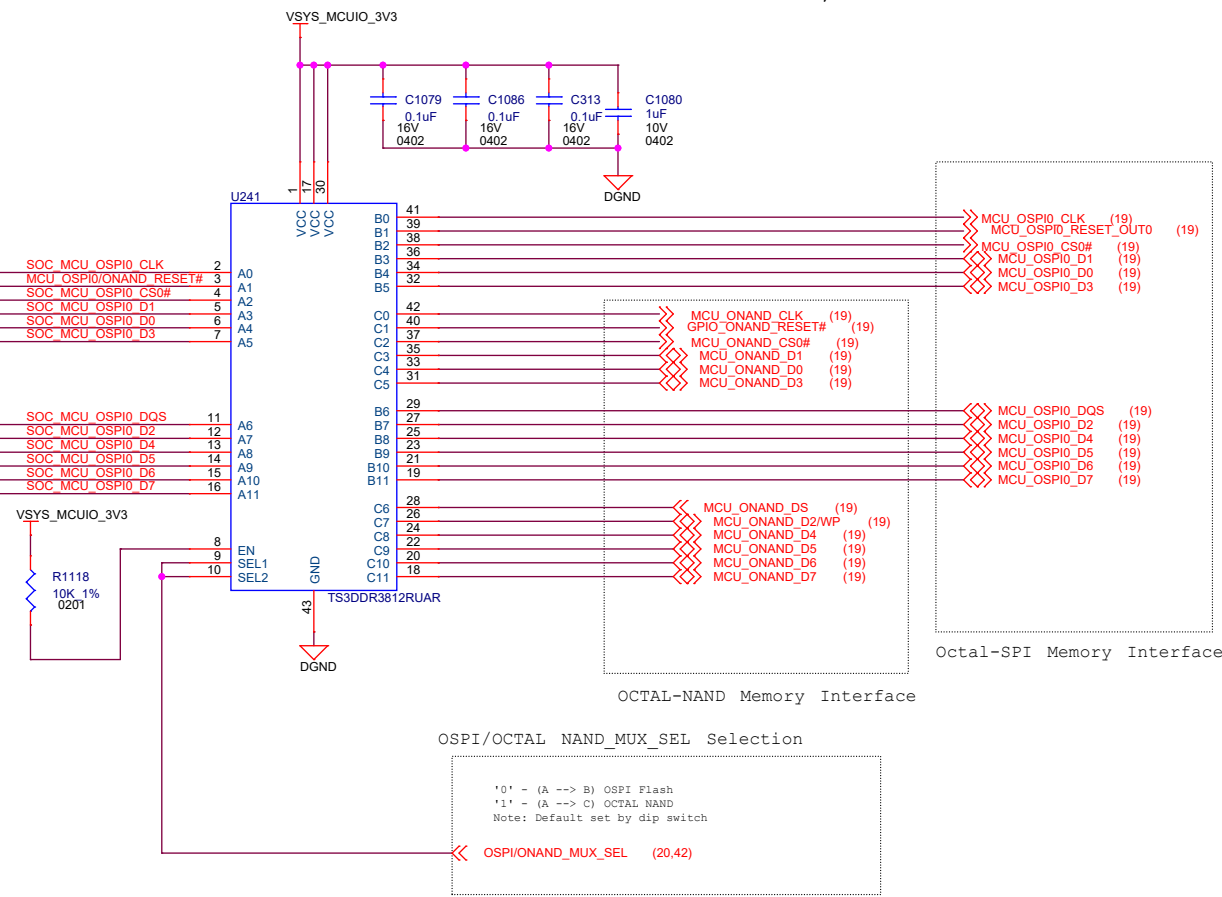 VSYS_MCUIO_3V3
C1079
0.1uF
16V
0402
C1086
0.1uF
16V
0402
C313
0.1uF
16V
0402
C1080
1uF
10V
0402
DGND
U241
1
17
30
VCC
VCC
VCC
SOC_MCU_OSPI0_CLK 2 A0
MCU_OSPI0/ONAND_RESET# 3 A1
SOC_MCU_OSPI0_CS0# 4 A2
SOC_MCU_OSPI0_D1 5 A3
SOC_MCU_OSPI0_D0 6 A4
SOC_MCU_OSPI0_D3 7 A5
SOC_MCU_OSPI0_DQS 11 A6
SOC_MCU_OSPI0_D2 12 A7
SOC_MCU_OSPI0_D4 13 A8
SOC_MCU_OSPI0_D5 14 A9
SOC_MCU_OSPI0_D6 15 A10
SOC_MCU_OSPI0_D7 16 A11
VSYS_MCUIO_3V3
8 EN
9 SEL1
10 SEL2
R1118
10K_1%
0201
GND
43
DGND
TS3DDR3812RUAR
B0 41 MCU_OSPI0_CLK (19)
B1 39 MCU_OSPI0_RESET_OUT0 (19)
B2 38 MCU_OSPI0_CS0# (19)
B3 36 MCU_OSPI0_D1 (19)
B4 34 MCU_OSPI0_D0 (19)
B5 32 MCU_OSPI0_D3 (19)
C0 42 MCU_ONAND_CLK (19)
C1 40 GPIO_ONAND_RESET# (19)
C2 37 MCU_ONAND_CS0# (19)
C3 35 MCU_ONAND_D1 (19)
C4 33 MCU_ONAND_D0 (19)
C5 31 MCU_ONAND_D3 (19)
B6 29 MCU_OSPI0_DQS (19)
B7 27 MCU_OSPI0_D2 (19)
B8 25 MCU_OSPI0_D4 (19)
B9 23 MCU_OSPI0_D5 (19)
B10 21 MCU_OSPI0_D6 (19)
B11 19 MCU_OSPI0_D7 (19)
C6 28 MCU_ONAND_DS (19)
C7 26 MCU_ONAND_D2/WP (19)
C8 24 MCU_ONAND_D4 (19)
C9 22 MCU_ONAND_D5 (19)
C10 20 MCU_ONAND_D6 (19)
C11 18 MCU_ONAND_D7 (19)
Octal-SPI Memory Interface
OCTAL-NAND Memory Interface
OSPI/OCTAL NAND_MUX_SEL Selection
'0' - (A --> B) OSPI Flash
'1' - (A --> C) OCTAL NAND
Note: Default set by dip switch
OSPI/ONAND_MUX_SEL (20,42)